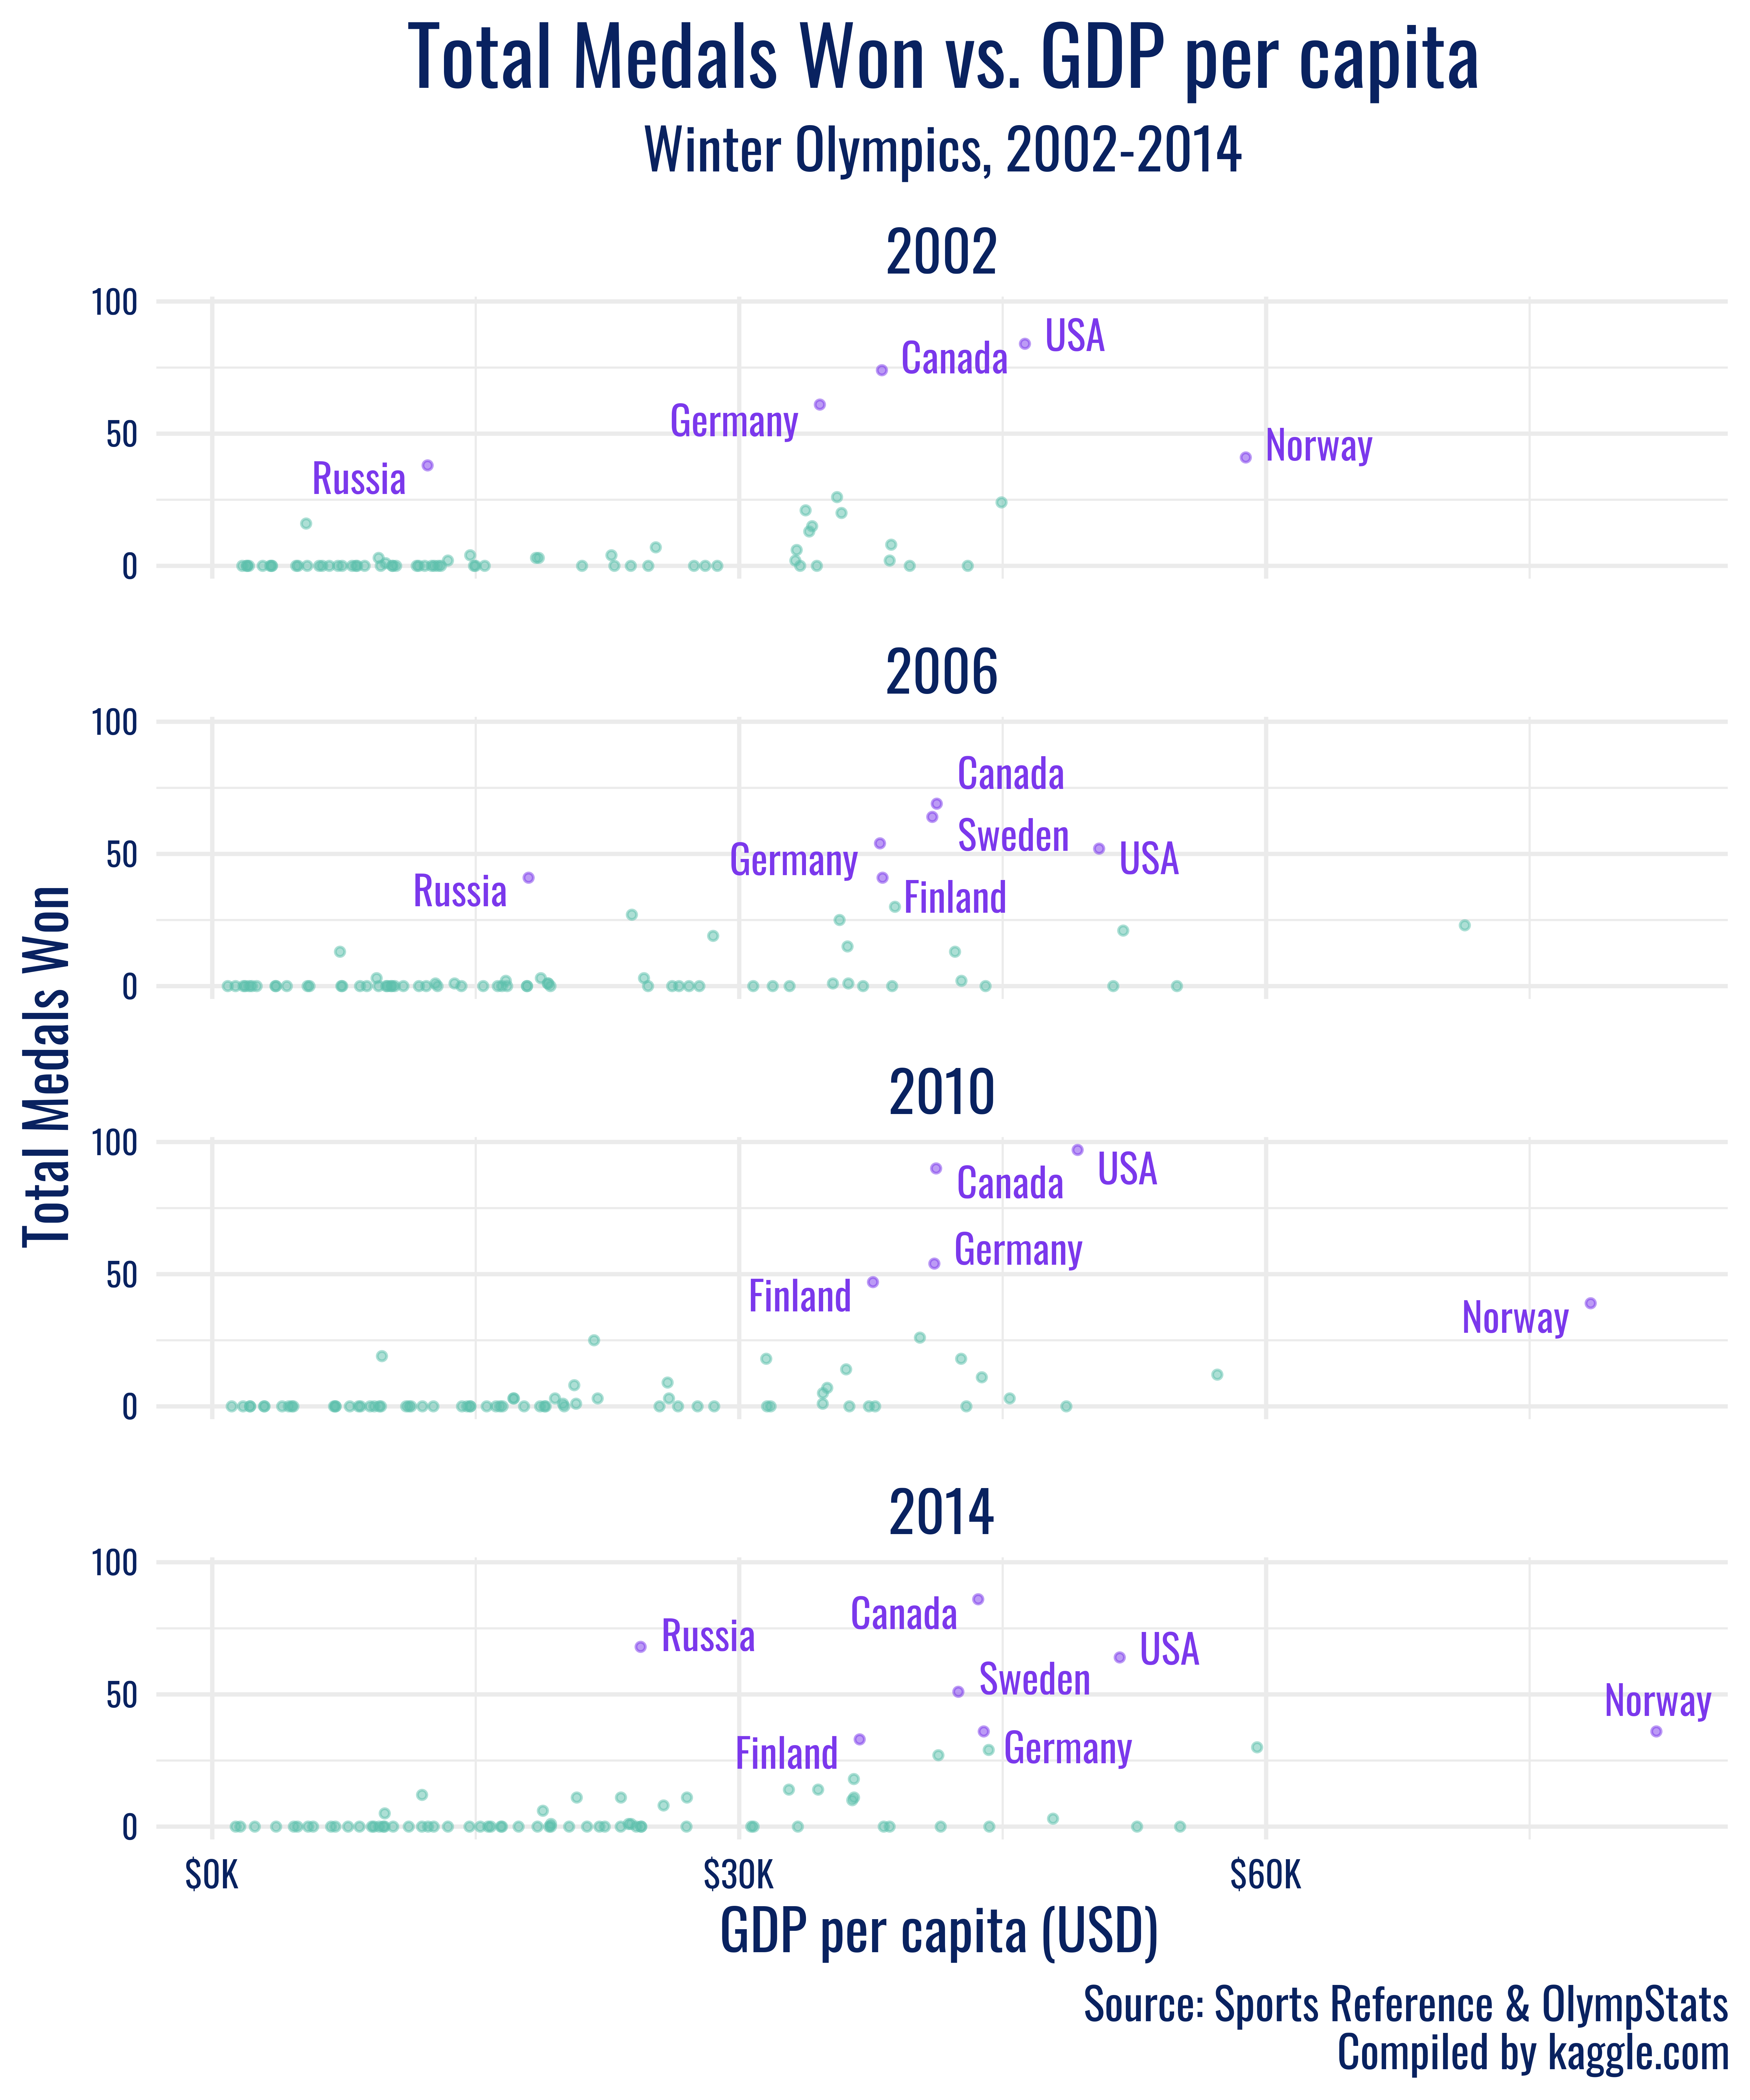 Total Medals Won vs. GDP per capita
Winter Olympics, 2002-2014
Total Medals Won
2002
100
50
0
USA
Canada
Germany
Norway
Russia
2006
100
50
0
Canada
Sweden
USA
Germany
Russia
Finland
2010
100
50
0
USA
Canada
Germany
Finland
Norway
2014
100
50
0
Canada
Russia
USA
Sweden
Norway
Germany
Finland
$0K $30K $60K
GDP per capita (USD)
Source: Sports Reference & OlympStats
Compiled by kaggle.com